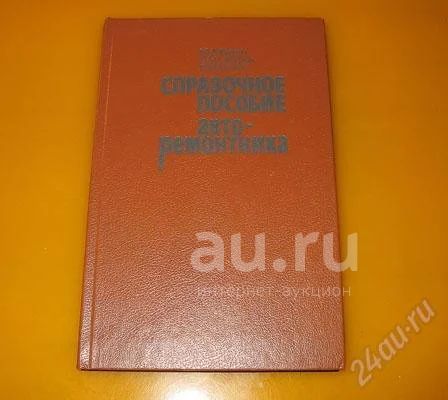 СПРАВОЧНОЕ
ПОСОБИЕ
авто-
ремонтника
au.ru
интернет-аукцион
24au.ru